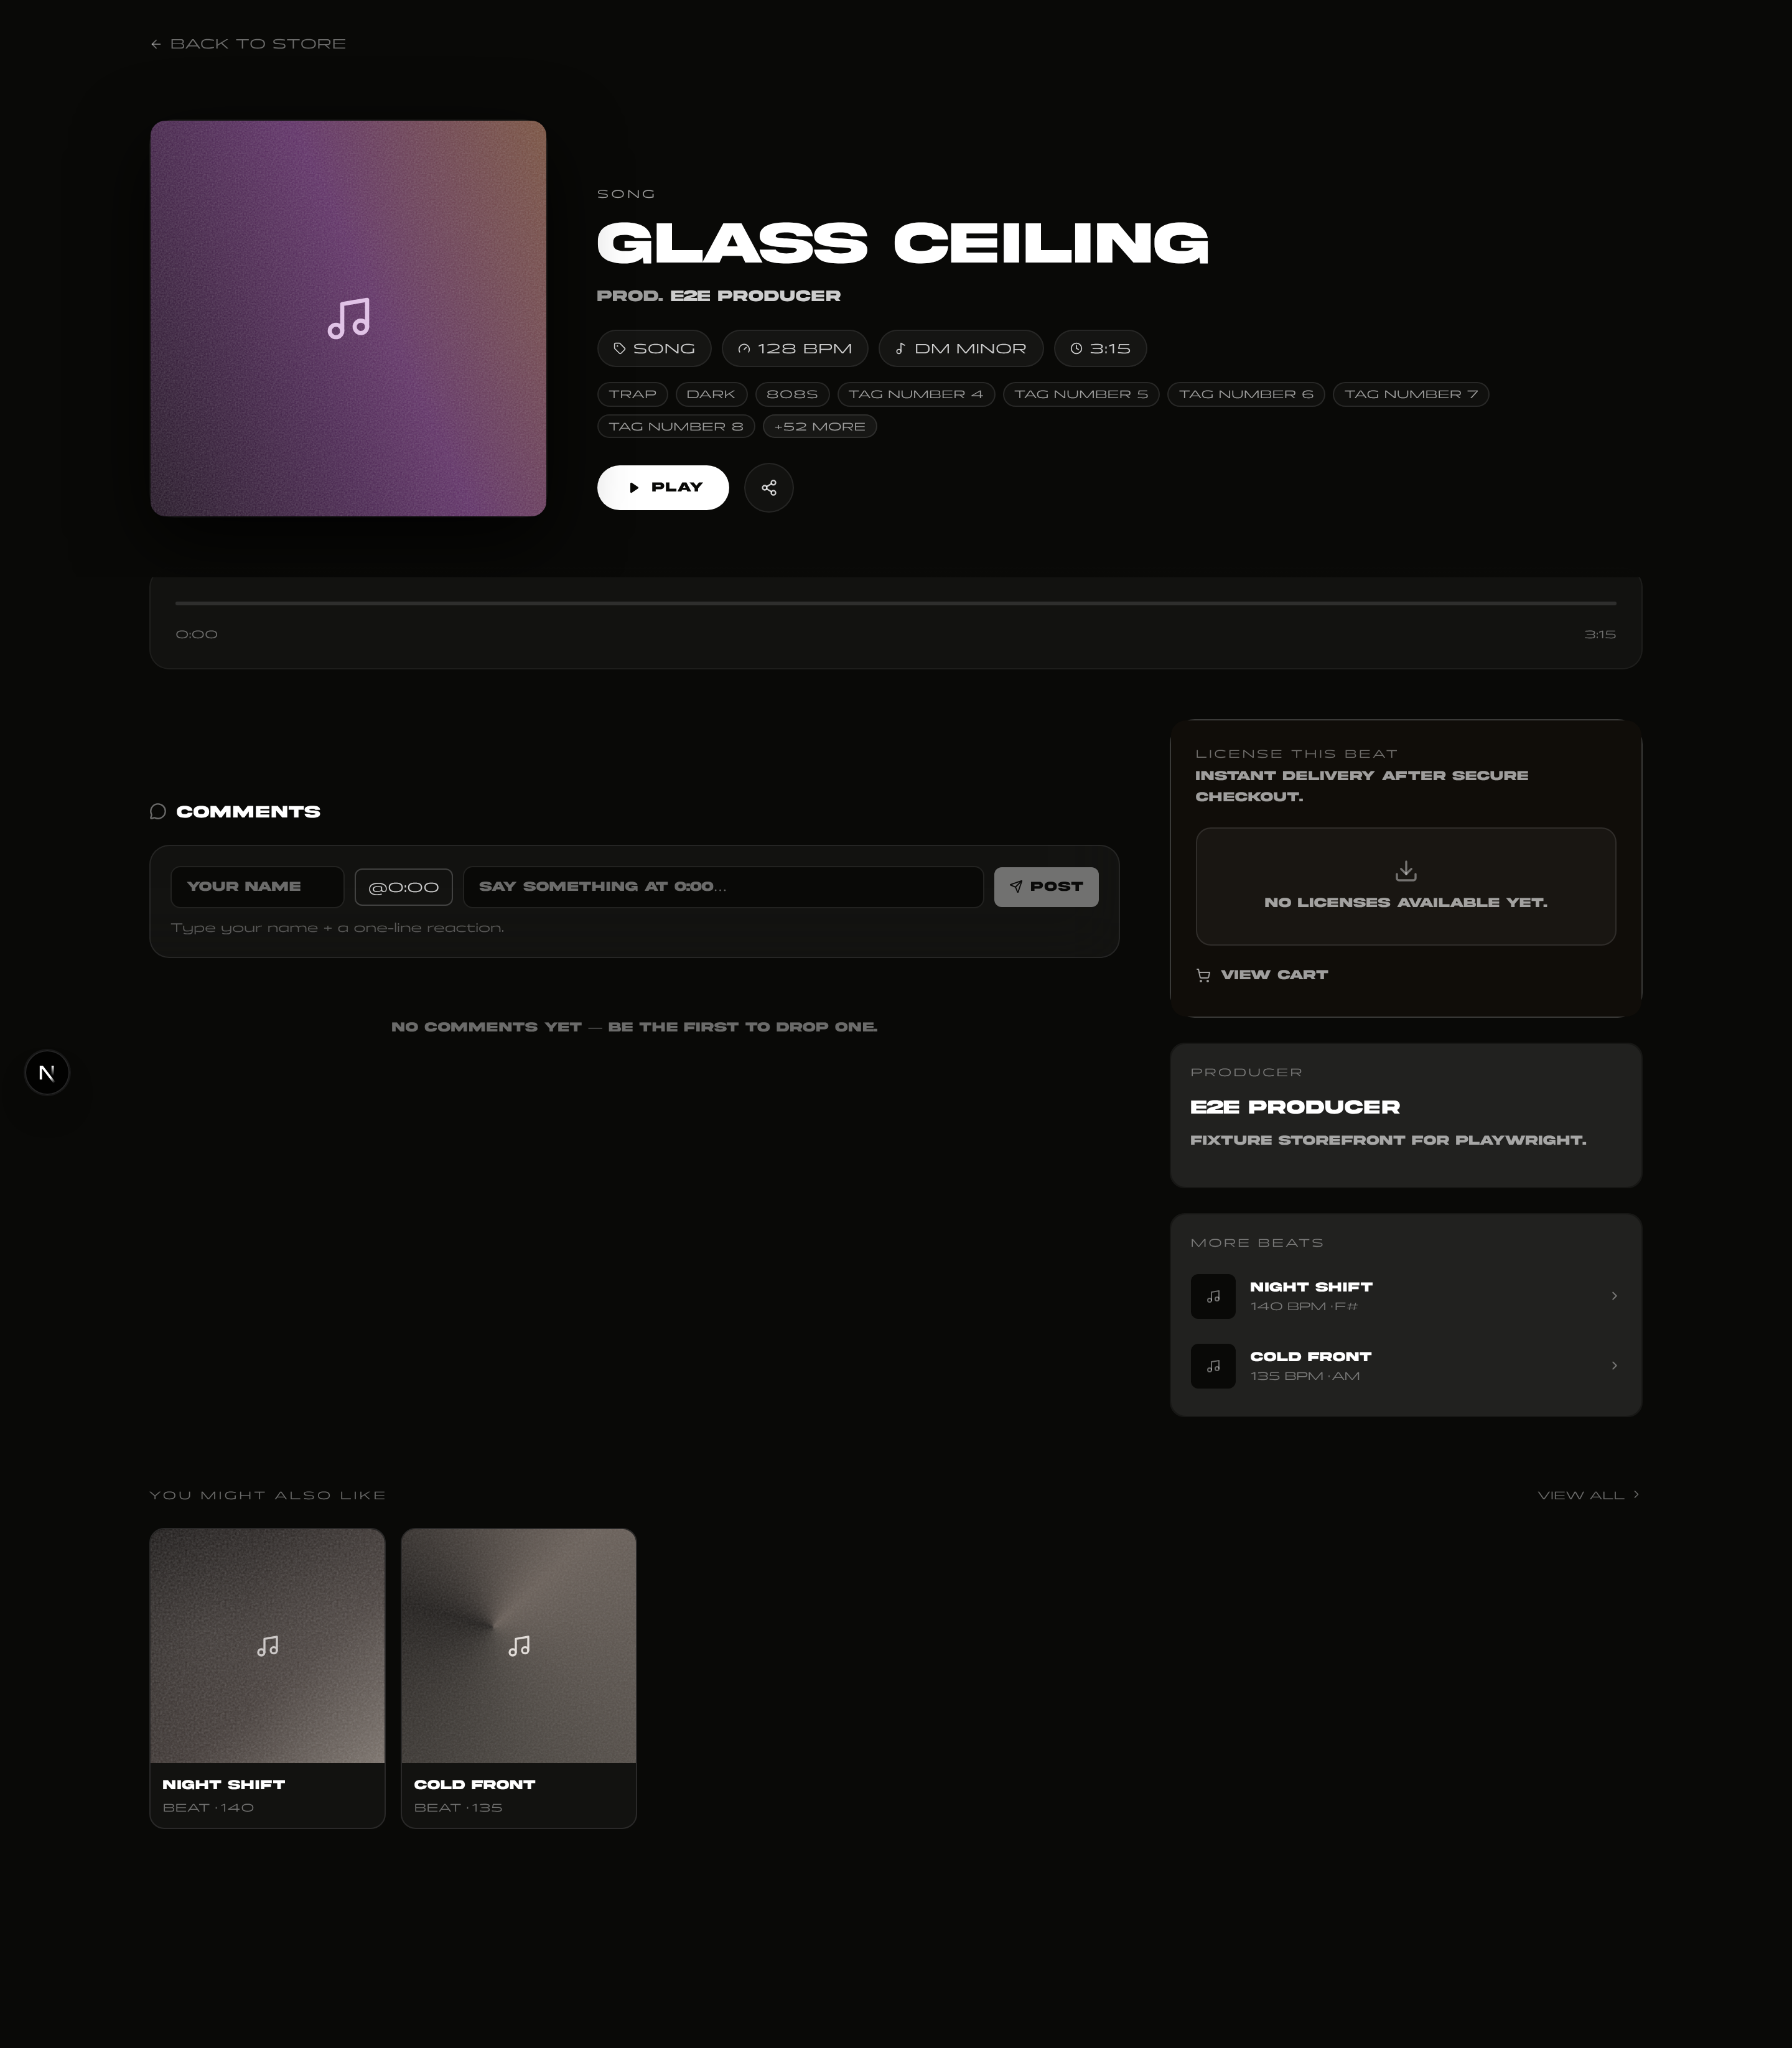 ← BACK TO STORE
SONG
GLASS CEILING
PROD. E2E PRODUCER
SONG
128 BPM
DM MINOR
3:15
TRAP
DARK
808S
TAG NUMBER 4
TAG NUMBER 5
TAG NUMBER 6
TAG NUMBER 7
TAG NUMBER 8
+52 MORE
PLAY
0:00
3:15
COMMENTS
YOUR NAME
@0:00
SAY SOMETHING AT 0:00...
POST
Type your name + a one-line reaction.
NO COMMENTS YET — BE THE FIRST TO DROP ONE.
LICENSE THIS BEAT
INSTANT DELIVERY AFTER SECURE
CHECKOUT.
NO LICENSES AVAILABLE YET.
VIEW CART
N
PRODUCER
E2E PRODUCER
FIXTURE STOREFRONT FOR PLAYWRIGHT.
MORE BEATS
NIGHT SHIFT
140 BPM · F#
COLD FRONT
135 BPM · AM
YOU MIGHT ALSO LIKE
VIEW ALL ›
NIGHT SHIFT
BEAT · 140
COLD FRONT
BEAT · 135